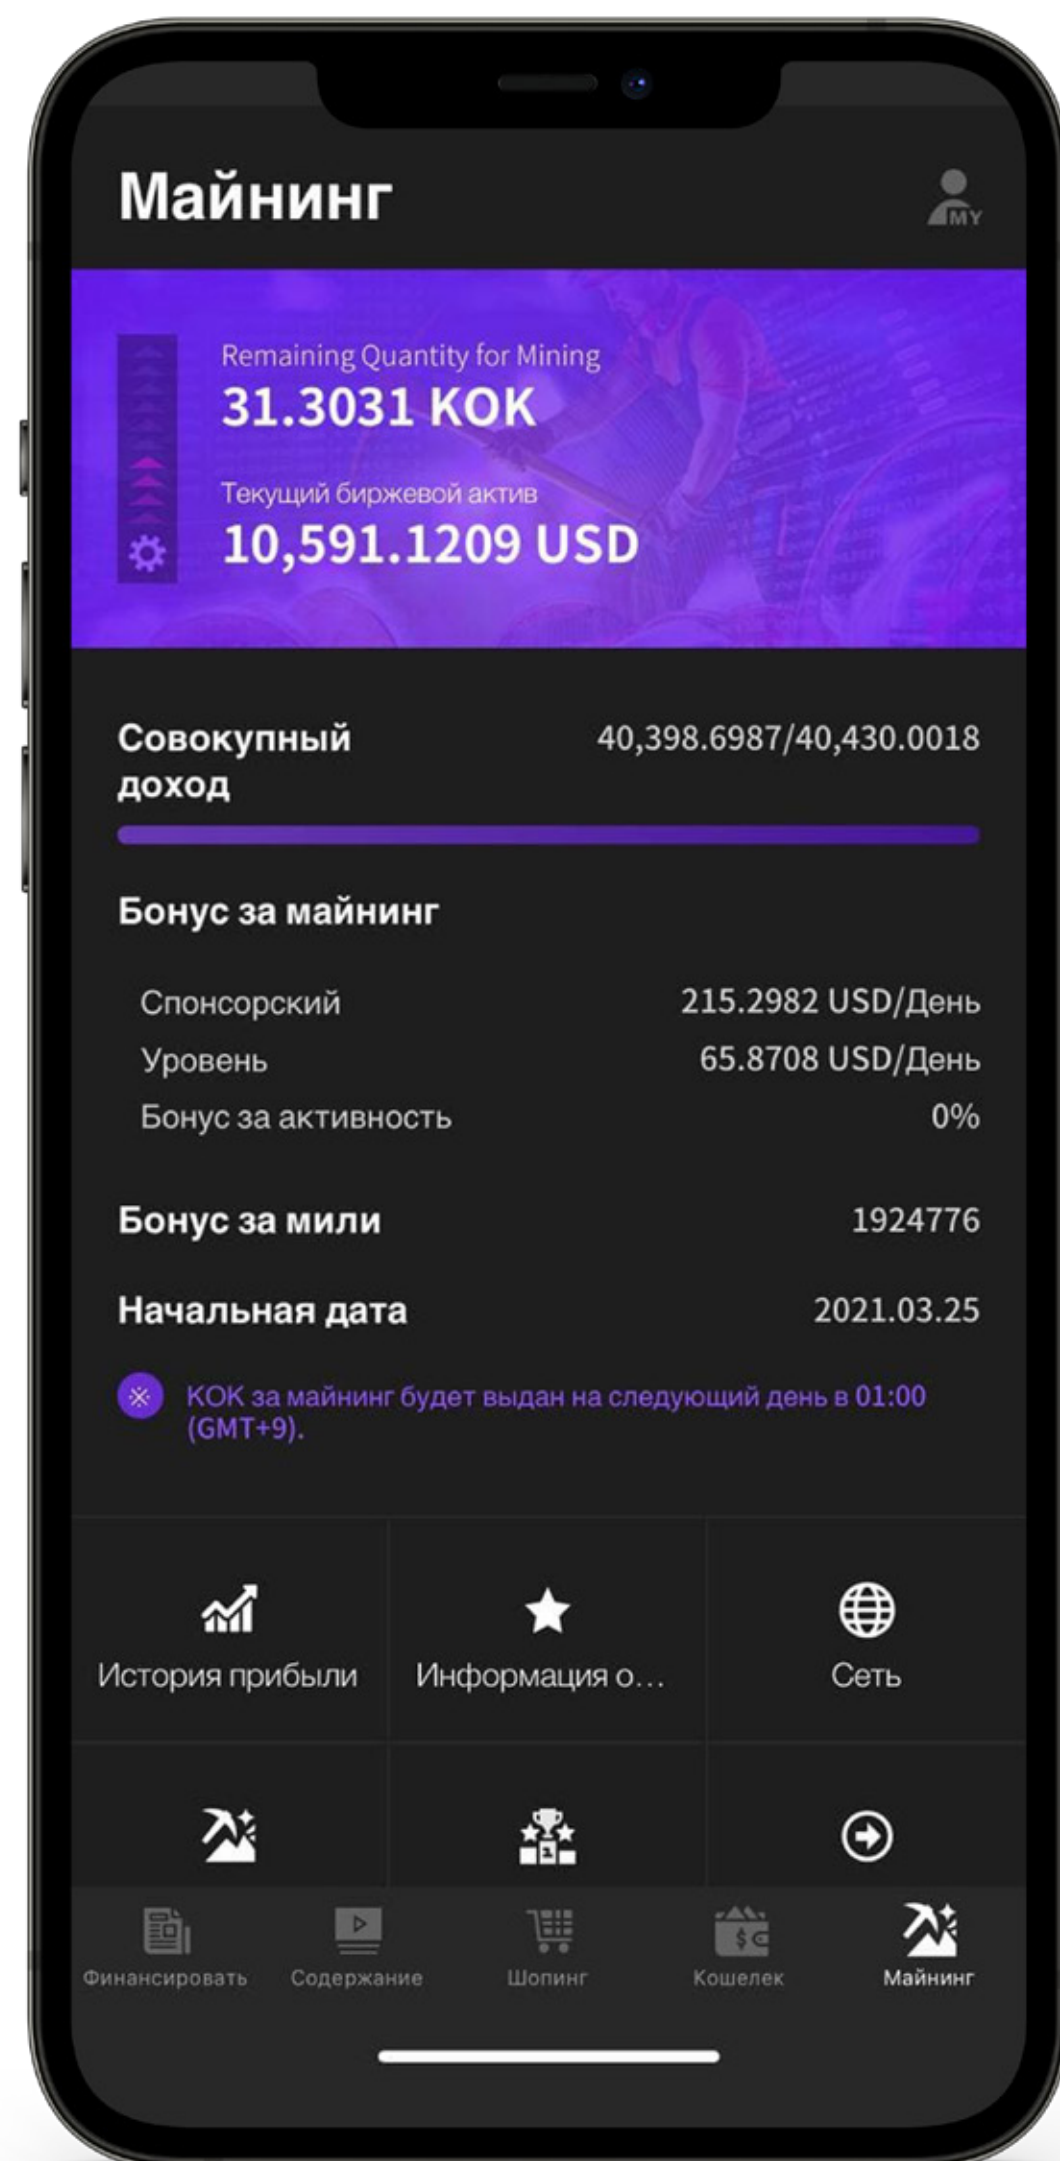 Майнинг
MY
Remaining Quantity for Mining
31.3031 KOK
Текущий биржевой актив
10,591.1209 USD
Совокупный
доход
40,398.6987/40,430.0018
Бонус за майнинг
Спонсорский 215.2982 USD/День
Уровень 65.8708 USD/День
Бонус за активность 0%
Бонус за мили 1924776
Начальная дата 2021.03.25
※ КОК за майнинг будет выдан на следующий день в 01:00
(GMT+9).
История прибыли Информация о... Сеть
1
$
Финансировать Содержание Шопинг Кошелек Майнинг